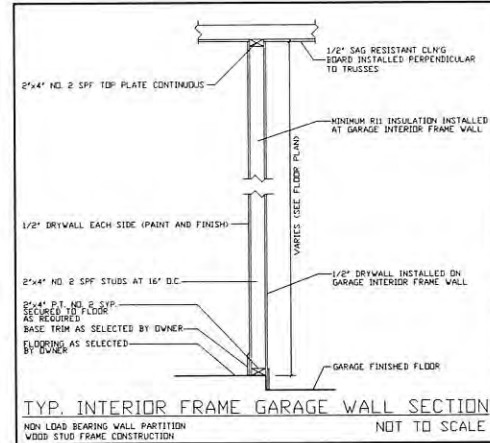 1/2" SAG RESISTANT CLN'G
BOARD INSTALLED PERPENDICULAR
TO TRUSSES
2"x4" NO. 2 SPF TOP PLATE CONTINUOUS
MINIMUM R11 INSULATION INSTALLED
AT GARAGE INTERIOR FRAME WALL
VARIES (SEE FLOOR PLAN)
1/2" DRYWALL EACH SIDE (PAINT AND FINISH)
2"x4" NO. 2 SPF STUDS AT 16" O.C.
1/2" DRYWALL INSTALLED ON
GARAGE INTERIOR FRAME WALL
2"x4" P.T. NO. 2 SYP.
SECURED TO FLOOR
AS REQUIRED
BASE TRIM AS SELECTED BY OWNER
FLOORING AS SELECTED
BY OWNER
GARAGE FINISHED FLOOR
TYP. INTERIOR FRAME GARAGE WALL SECTION
NON LOAD BEARING WALL PARTITION
WOOD STUD FRAME CONSTRUCTION
NOT TO SCALE